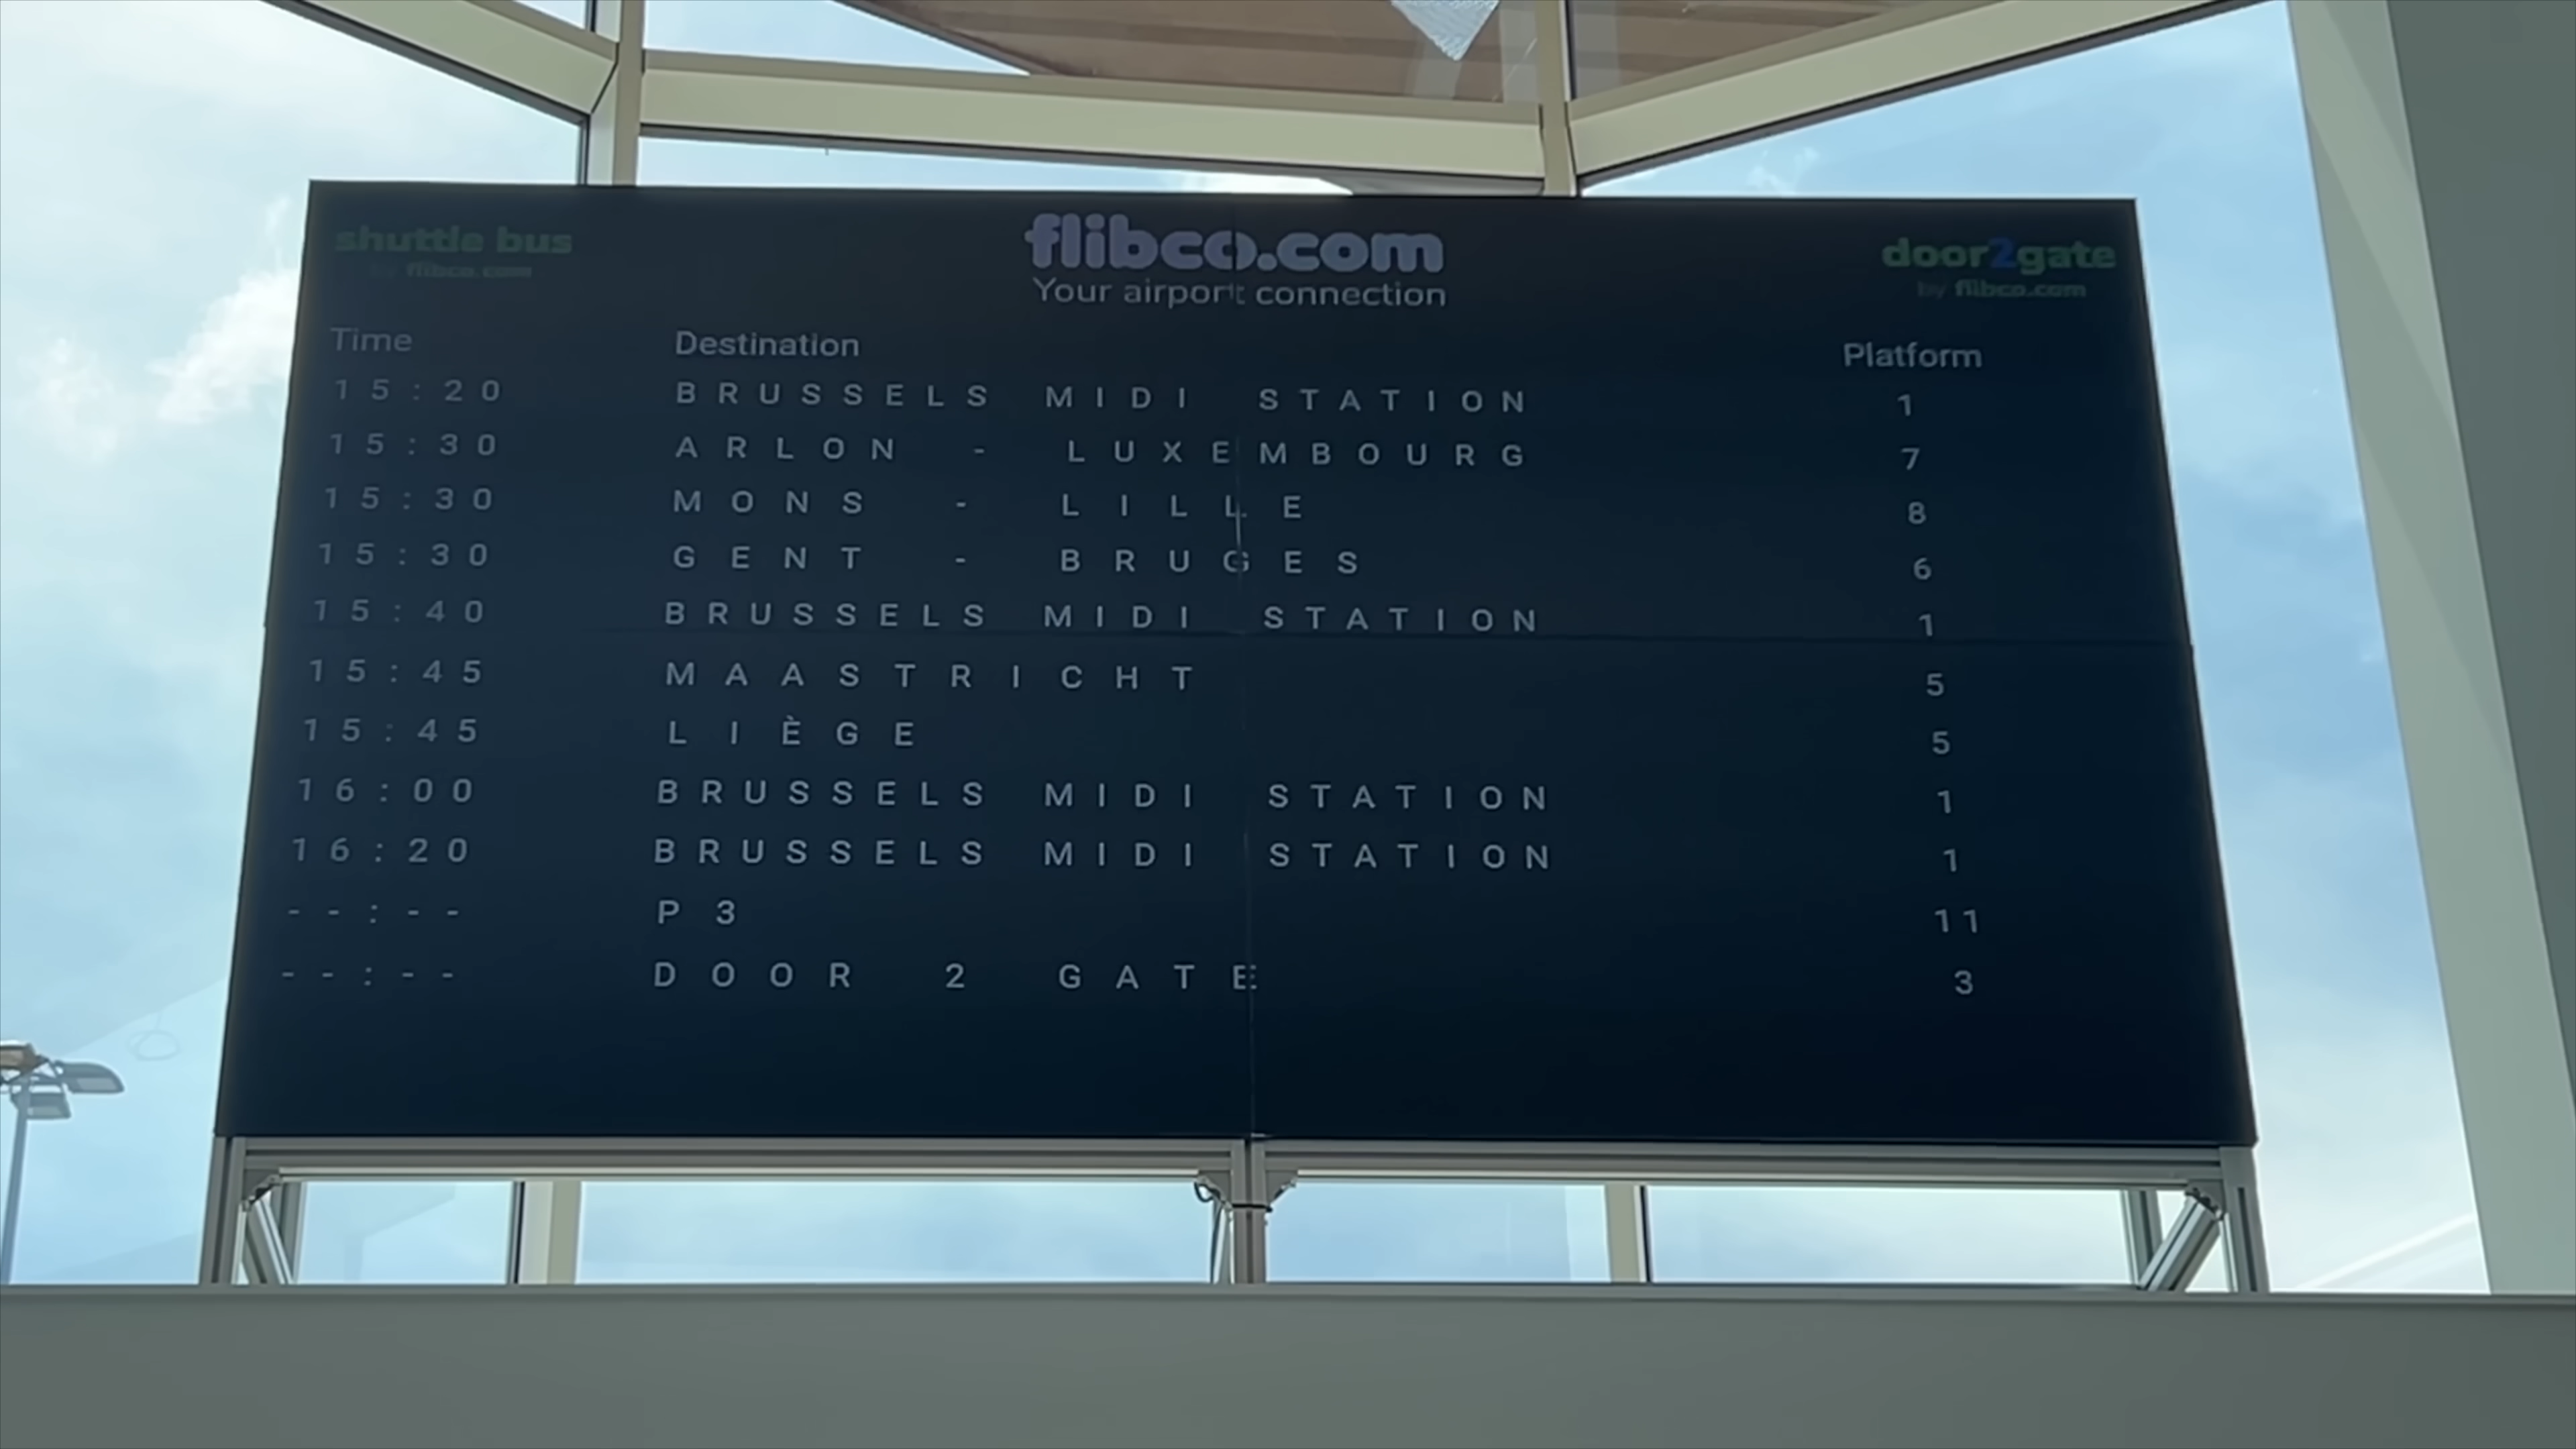 shuttle bus
by flibco.com
flibco.com
Your airport connection
door2gate
by flibco.com
Time Destination Platform
15:20 BRUSSELS MIDI STATION 1
15:30 ARLON - LUXEMBOURG 7
15:30 MONS - LILLE 8
15:30 GENT - BRUGES 6
15:40 BRUSSELS MIDI STATION 1
15:45 MAASTRICHT 5
15:45 LIÈGE 5
16:00 BRUSSELS MIDI STATION 1
16:20 BRUSSELS MIDI STATION 1
--:-- P3 11
--:-- DOOR 2 GATE 3